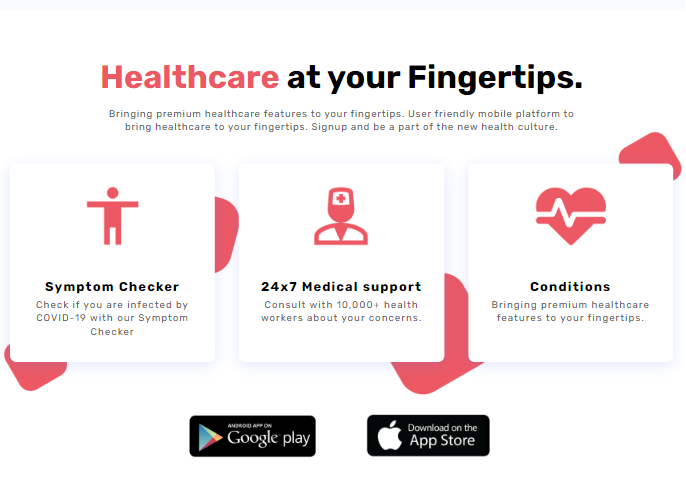 Healthcare at your Fingertips.
Bringing premium healthcare features to your fingertips. User friendly mobile platform to
bring healthcare to your fingertips. Signup and be a part of the new health culture.
Symptom Checker
Check if you are infected by
COVID-19 with our Symptom
Checker
24x7 Medical support
Consult with 10,000+ health
workers about your concerns.
Conditions
Bringing premium healthcare
features to your fingertips.
ANDROID APP ON
Google play
Download on the
App Store